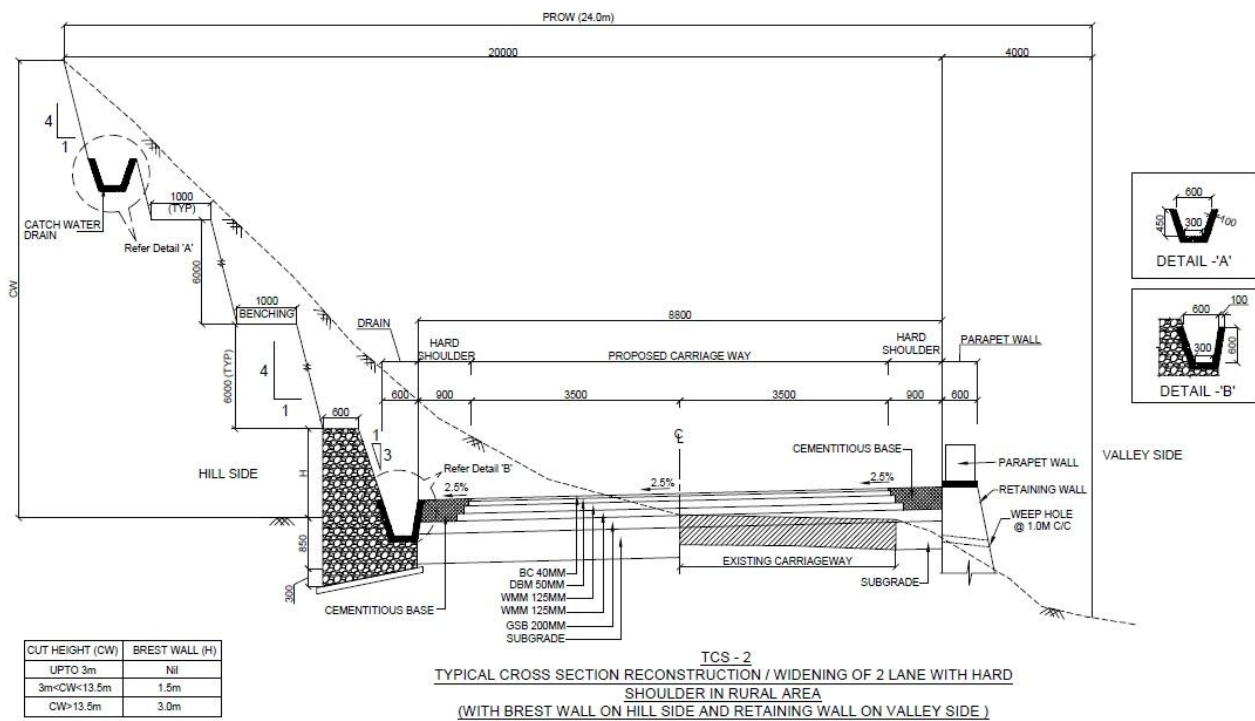 PROW (24.0m)
20000
4000
4
1
CATCH WATER
DRAIN
1000
(TYP)
Refer Detail 'A'
6000
CW
1000
BENCHING
6000 (TYP)
4
1
8800
DRAIN
HARD
SHOULDER
PROPOSED CARRIAGE WAY
HARD
SHOULDER
PARAPET WALL
600
600
900
3500
3500
900
600
1
3
HILL SIDE
H
Refer Detail 'B'
2.5%
2.5%
2.5%
CEMENTITIOUS BASE
PARAPET WALL
VALLEY SIDE
RETAINING WALL
WEEP HOLE
@ 1.0M C/C
850
300
CEMENTITIOUS BASE
BC 40MM
DBM 50MM
WMM 125MM
WMM 125MM
GSB 200MM
SUBGRADE
EXISTING CARRIAGEWAY
SUBGRADE
600
450
300
100
DETAIL -'A'
600
100
300
600
DETAIL -'B'
CUT HEIGHT (CW) BREST WALL (H)
UPTO 3m Nil
3m<CW<13.5m 1.5m
CW>13.5m 3.0m
TCS - 2
TYPICAL CROSS SECTION RECONSTRUCTION / WIDENING OF 2 LANE WITH HARD
SHOULDER IN RURAL AREA
(WITH BREST WALL ON HILL SIDE AND RETAINING WALL ON VALLEY SIDE )